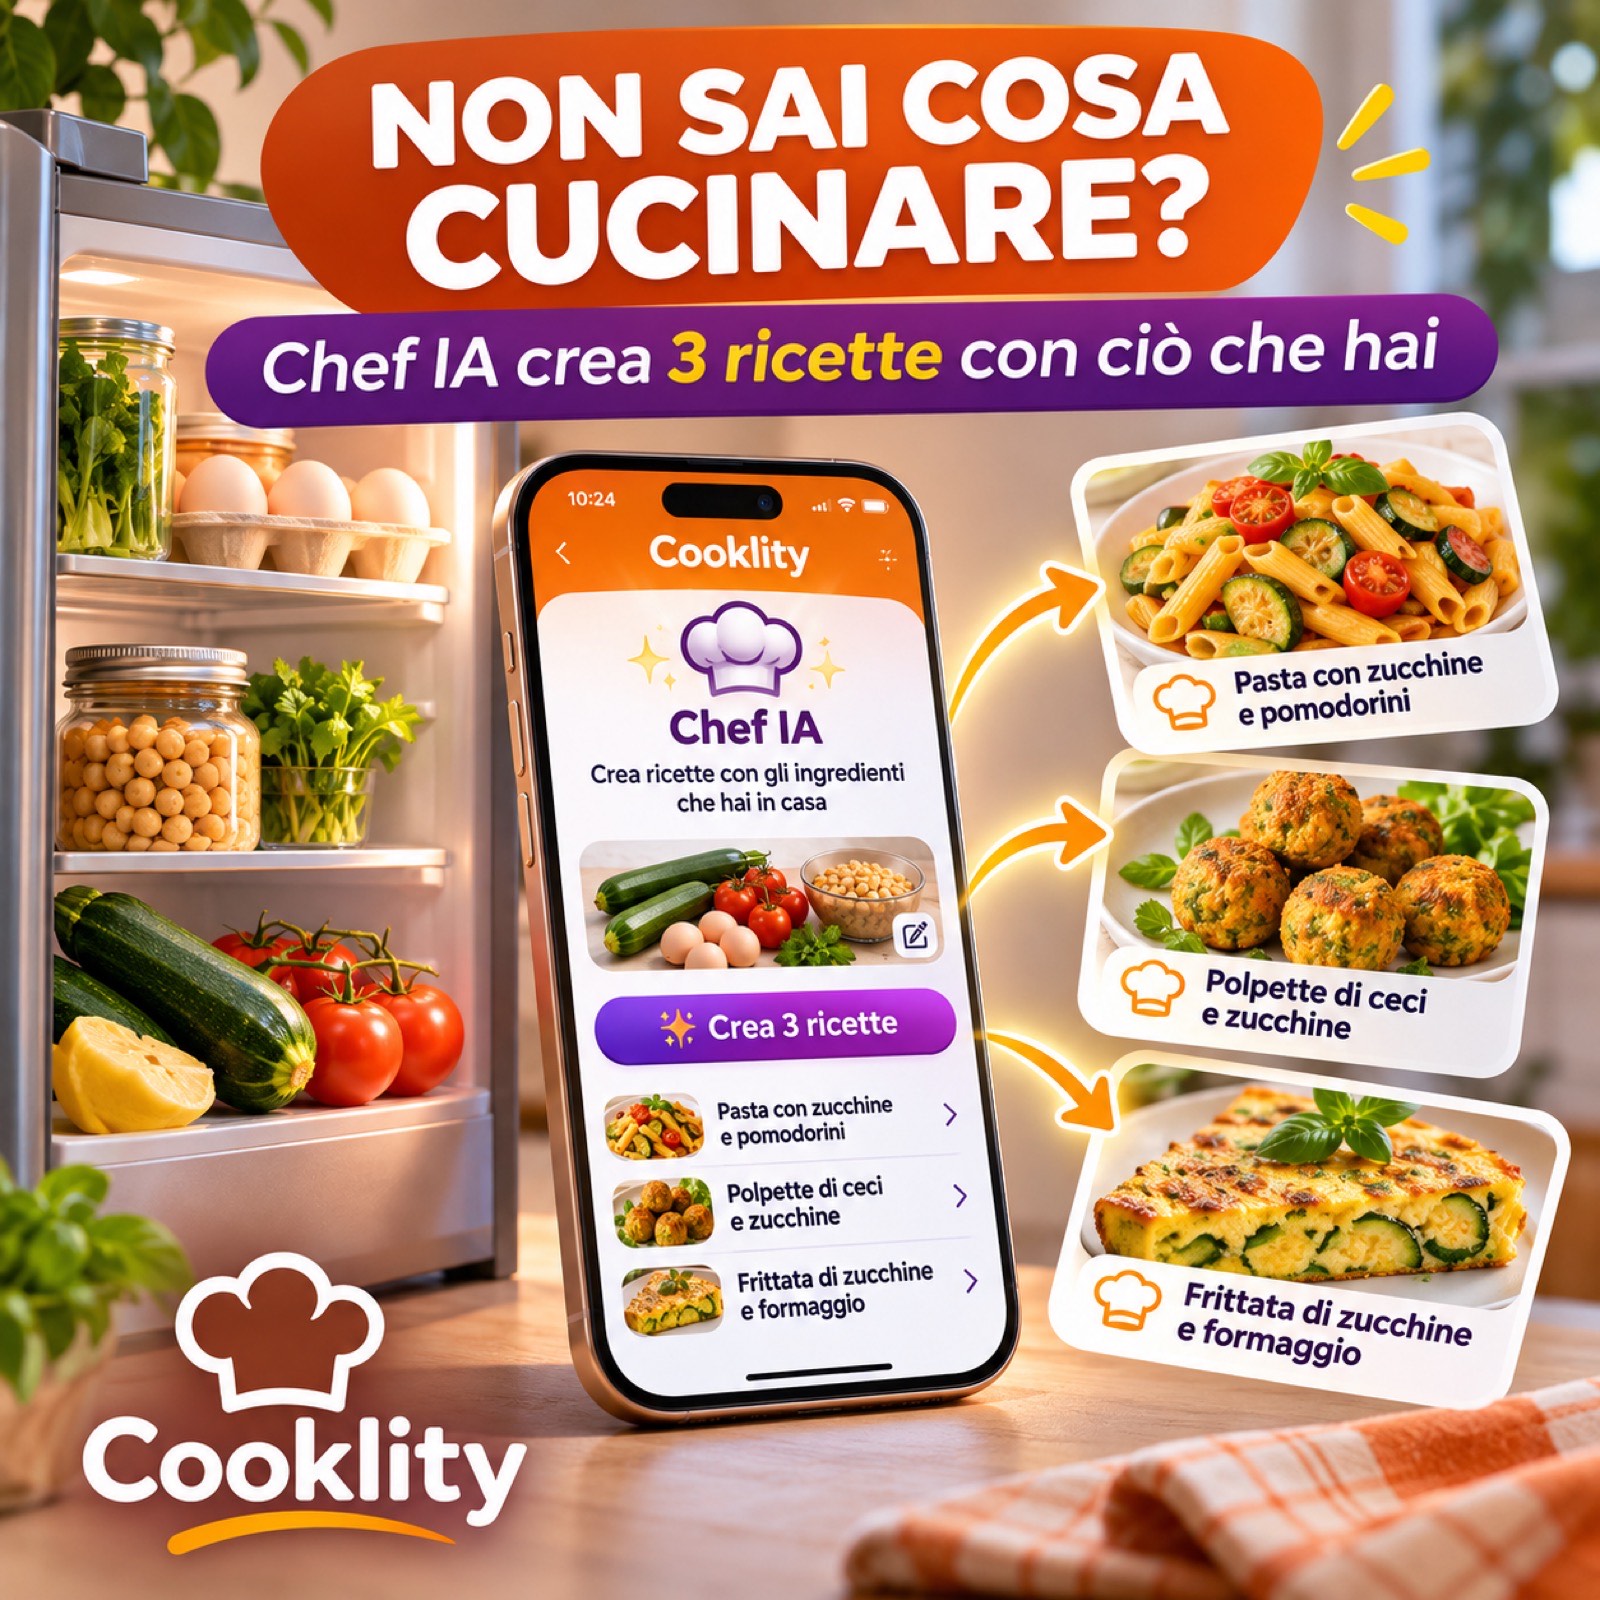 NON SAI COSA
CUCINARE?
Chef IA crea 3 ricette con ciò che hai
10:24
Cooklity
Chef IA
Crea ricette con gli ingredienti
che hai in casa
Crea 3 ricette
Pasta con zucchine
e pomodorini
Polpette di ceci
e zucchine
Frittata di zucchine
e formaggio
Pasta con zucchine
e pomodorini
Polpette di ceci
e zucchine
Frittata di zucchine
e formaggio
Cooklity